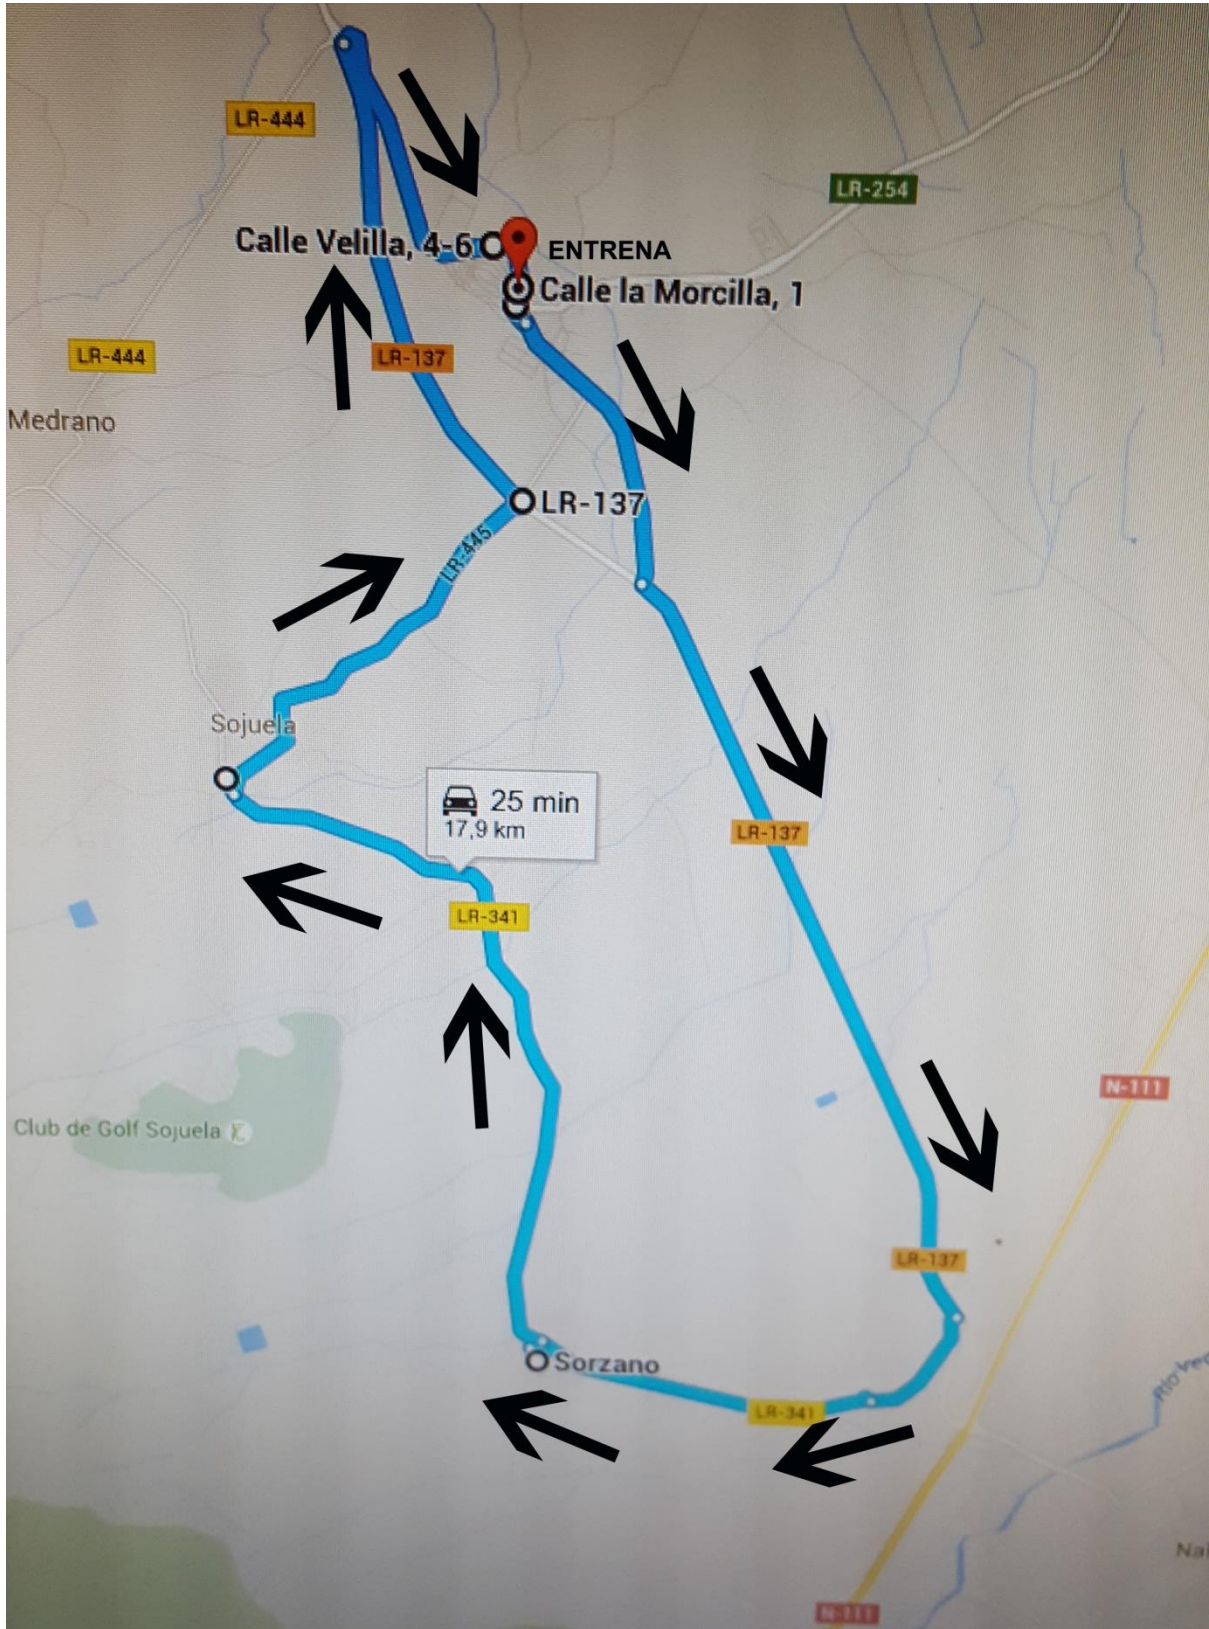 LR-444
LR-254
Calle Velilla, 4-6
ENTRENA
Calle la Morcilla, 1
LR-444
LR-137
Medrano
LR-137
LR-445
Sojuela
25 min
17,9 km
LR-137
LR-341
N-111
Club de Golf Sojuela
LR-137
Sorzano
LR-341
Río
N-111